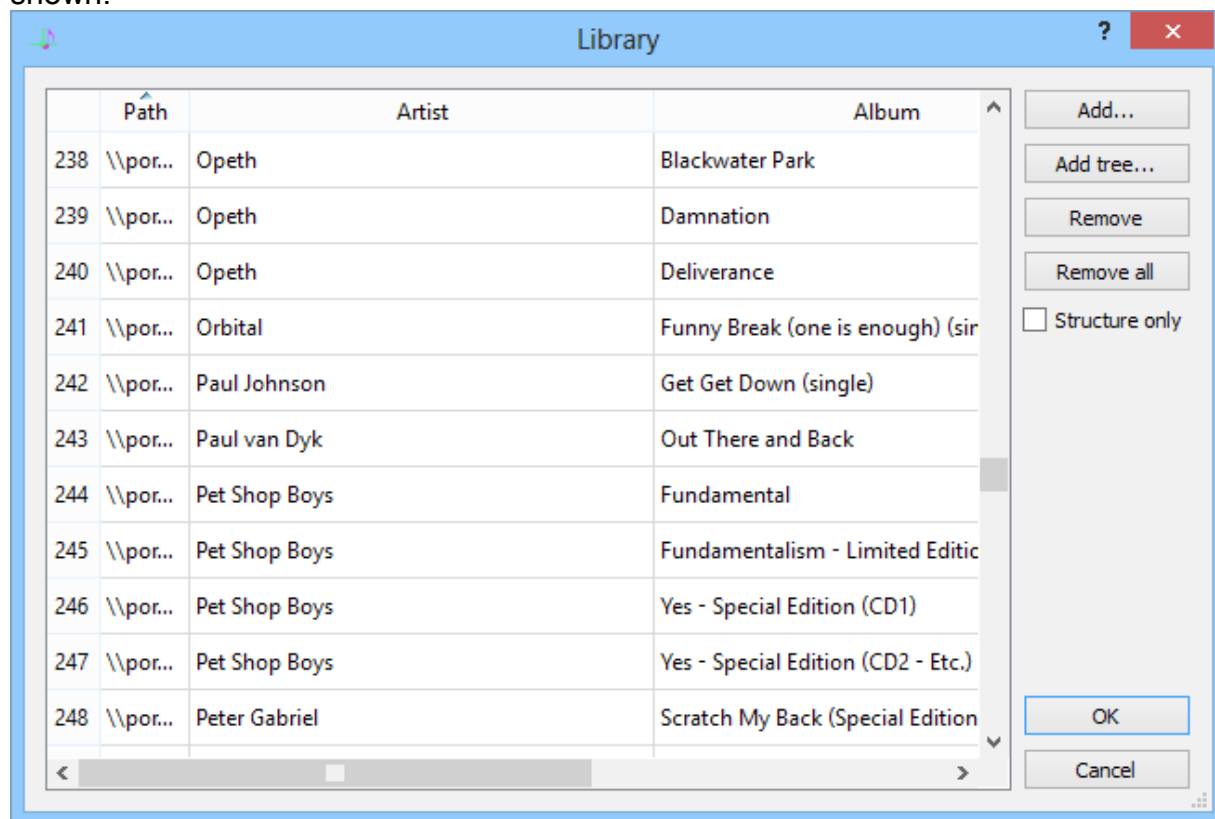 shown.
Library ?
Path Artist Album Add...
238 \\por... Opeth Blackwater Park
Add tree...
239 \\por... Opeth Damnation
Remove
240 \\por... Opeth Deliverance
Remove all
241 \\por... Orbital Funny Break (one is enough) (sin
Structure only
242 \\por... Paul Johnson Get Get Down (single)
243 \\por... Paul van Dyk Out There and Back
244 \\por... Pet Shop Boys Fundamental
245 \\por... Pet Shop Boys Fundamentalism - Limited Editic
246 \\por... Pet Shop Boys Yes - Special Edition (CD1)
247 \\por... Pet Shop Boys Yes - Special Edition (CD2 - Etc.)
248 \\por... Peter Gabriel Scratch My Back (Special Edition
OK
Cancel